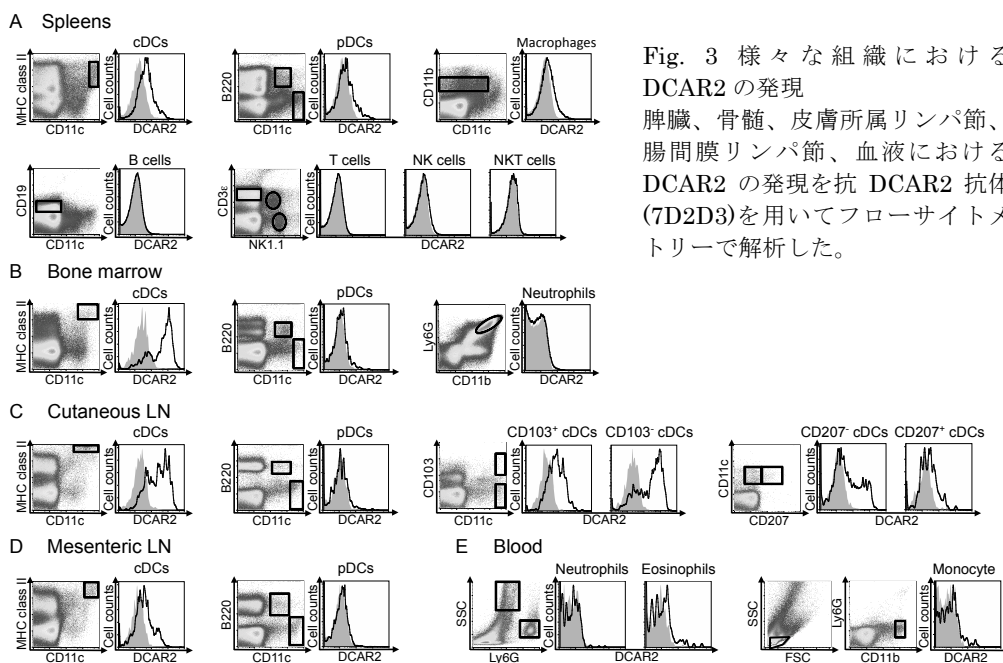 A Spleens
cDCs
MHC class II
CD11c
Cell counts
DCAR2
pDCs
B220
CD11c
Cell counts
DCAR2
Macrophages
CD11b
CD11c
Cell counts
DCAR2
B cells
CD19
CD11c
Cell counts
DCAR2
T cells
NK cells
NKT cells
CD3ε
NK1.1
Cell counts
Cell counts
Cell counts
DCAR2
Fig. 3 様々な組織における
DCAR2 の発現
脾臓、骨髄、皮膚所属リンパ節、
腸間膜リンパ節、血液における
DCAR2 の発現を抗 DCAR2 抗体
(7D2D3)を用いてフローサイトメ
トリーで解析した。
B Bone marrow
cDCs
MHC class II
CD11c
Cell counts
DCAR2
pDCs
B220
CD11c
Cell counts
DCAR2
Neutrophils
Ly6G
CD11b
Cell counts
DCAR2
C Cutaneous LN
cDCs
MHC class II
CD11c
Cell counts
DCAR2
pDCs
B220
CD11c
Cell counts
DCAR2
CD103⁺ cDCs
CD103⁻ cDCs
CD103
CD11c
Cell counts
Cell counts
DCAR2
CD207⁻ cDCs
CD207⁺ cDCs
CD11c
CD207
Cell counts
Cell counts
DCAR2
D Mesenteric LN
cDCs
MHC class II
CD11c
Cell counts
DCAR2
pDCs
B220
CD11c
Cell counts
DCAR2
E Blood
Neutrophils
Eosinophils
SSC
Ly6G
Cell counts
Cell counts
DCAR2
Monocyte
SSC
FSC
Ly6G
CD11b
Cell counts
DCAR2